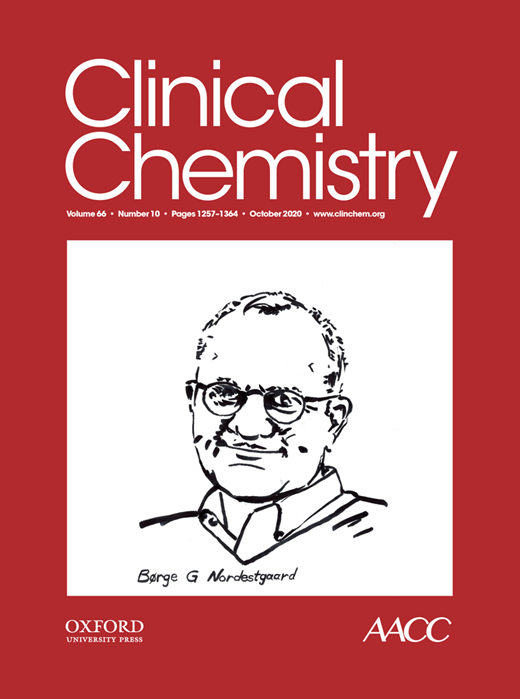 Clinical
Chemistry
Volume 66 • Number 10 • Pages 1257–1364 • October 2020 • www.clinchem.org
Børge G Nordestgaard
OXFORD
UNIVERSITY PRESS
AACC